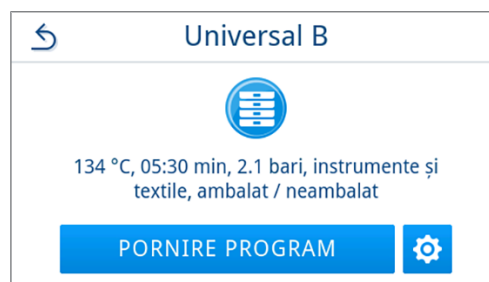 Universal B
134 °C, 05:30 min, 2.1 bari, instrumente și
textile, ambalat / neambalat
PORNIRE PROGRAM